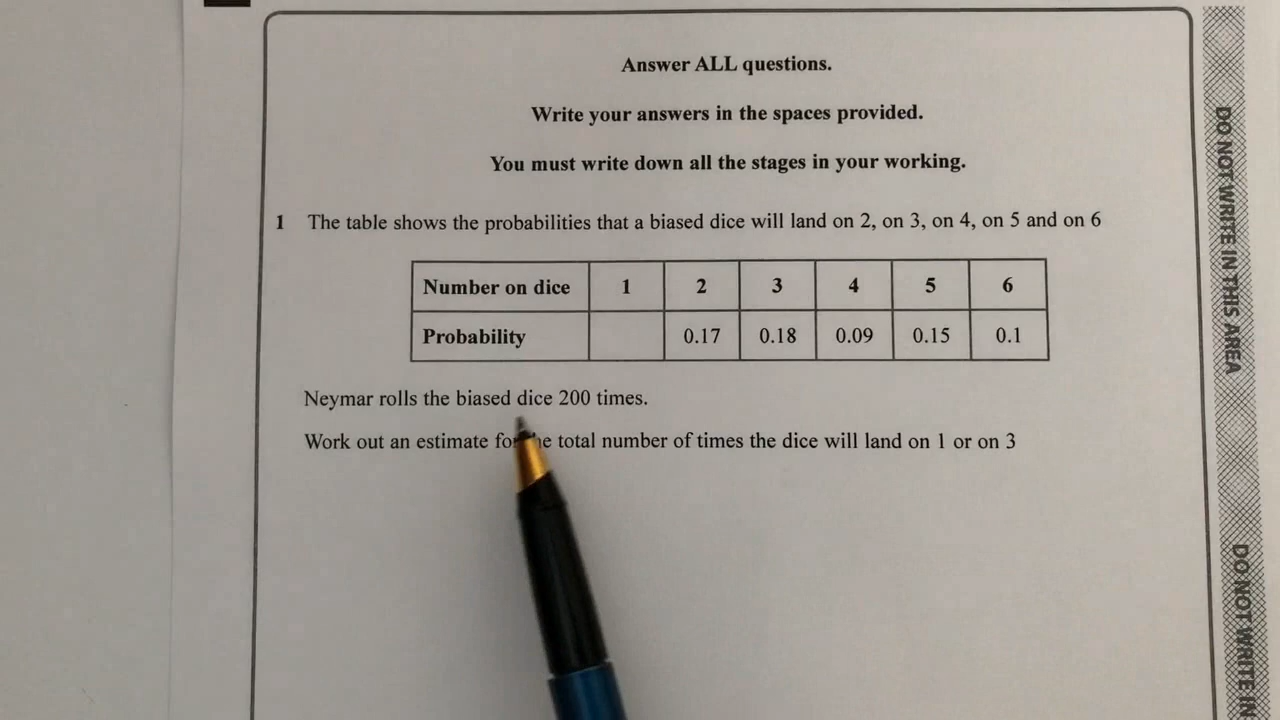 Answer ALL questions.
Write your answers in the spaces provided.
You must write down all the stages in your working.
1 The table shows the probabilities that a biased dice will land on 2, on 3, on 4, on 5 and on 6
Number on dice 1 2 3 4 5 6
Probability 0.17 0.18 0.09 0.15 0.1
Neymar rolls the biased dice 200 times.
Work out an estimate for the total number of times the dice will land on 1 or on 3
DO NOT WRITE IN THIS AREA
DO NOT WRITE IN